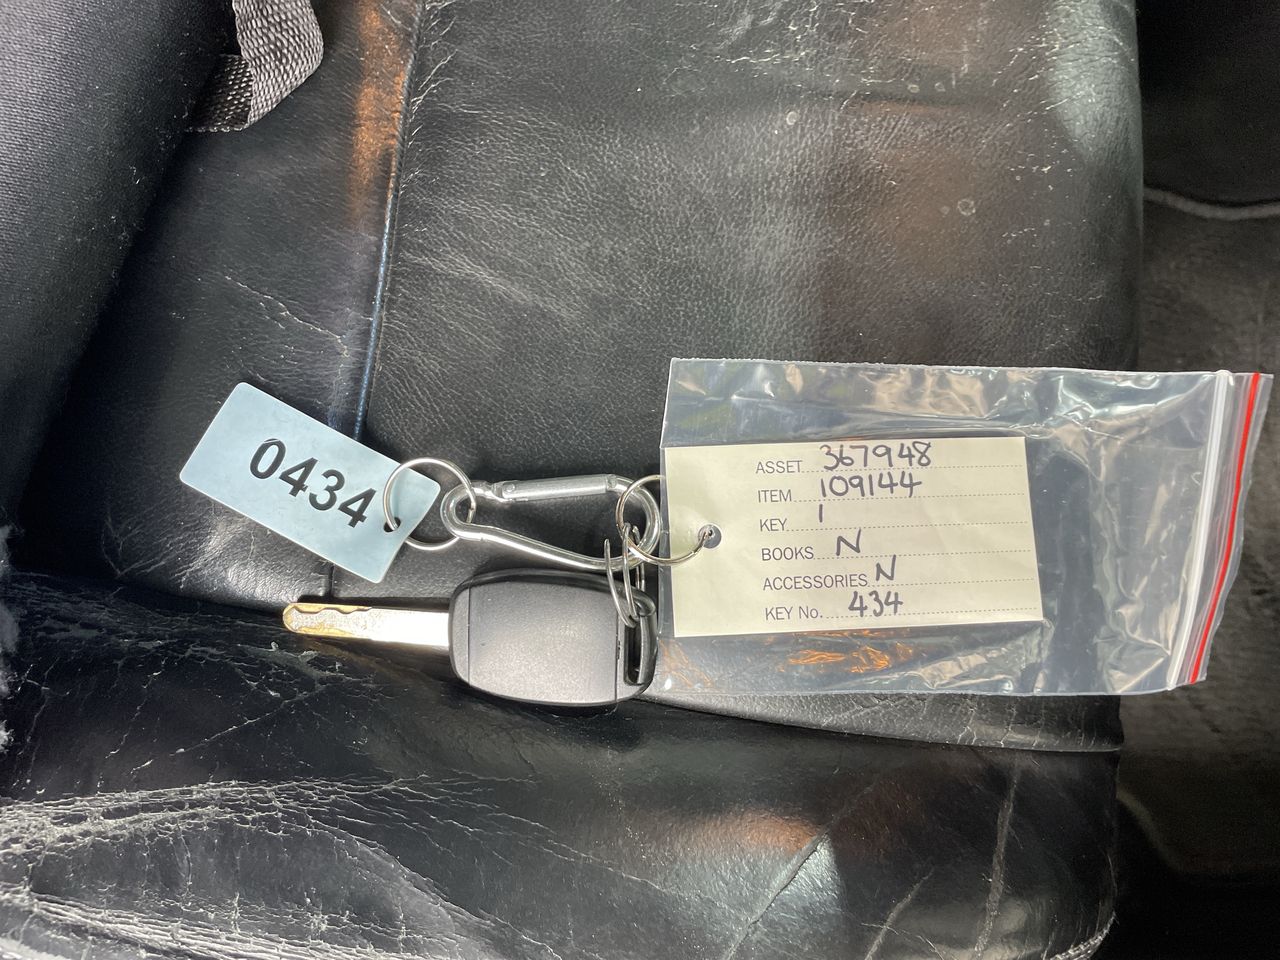 0434
ASSET 367948
ITEM 109144
KEY 1
BOOKS N
ACCESSORIES N
KEY No. 434